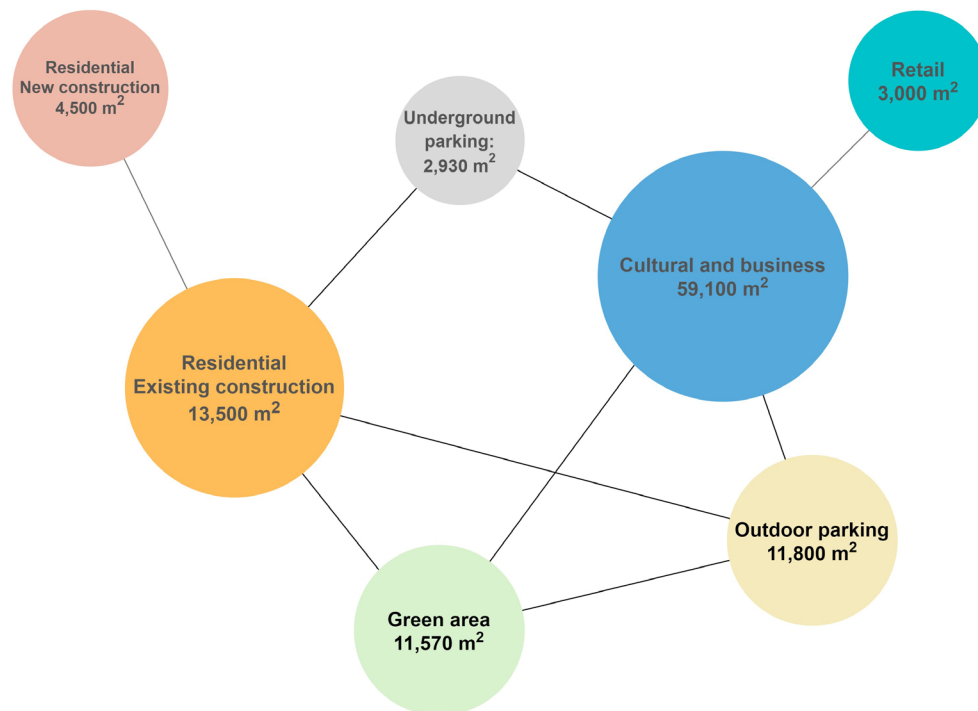 Residential
New construction
4,500 m²
Underground
parking:
2,930 m²
Retail
3,000 m²
Cultural and business
59,100 m²
Residential
Existing construction
13,500 m²
Outdoor parking
11,800 m²
Green area
11,570 m²